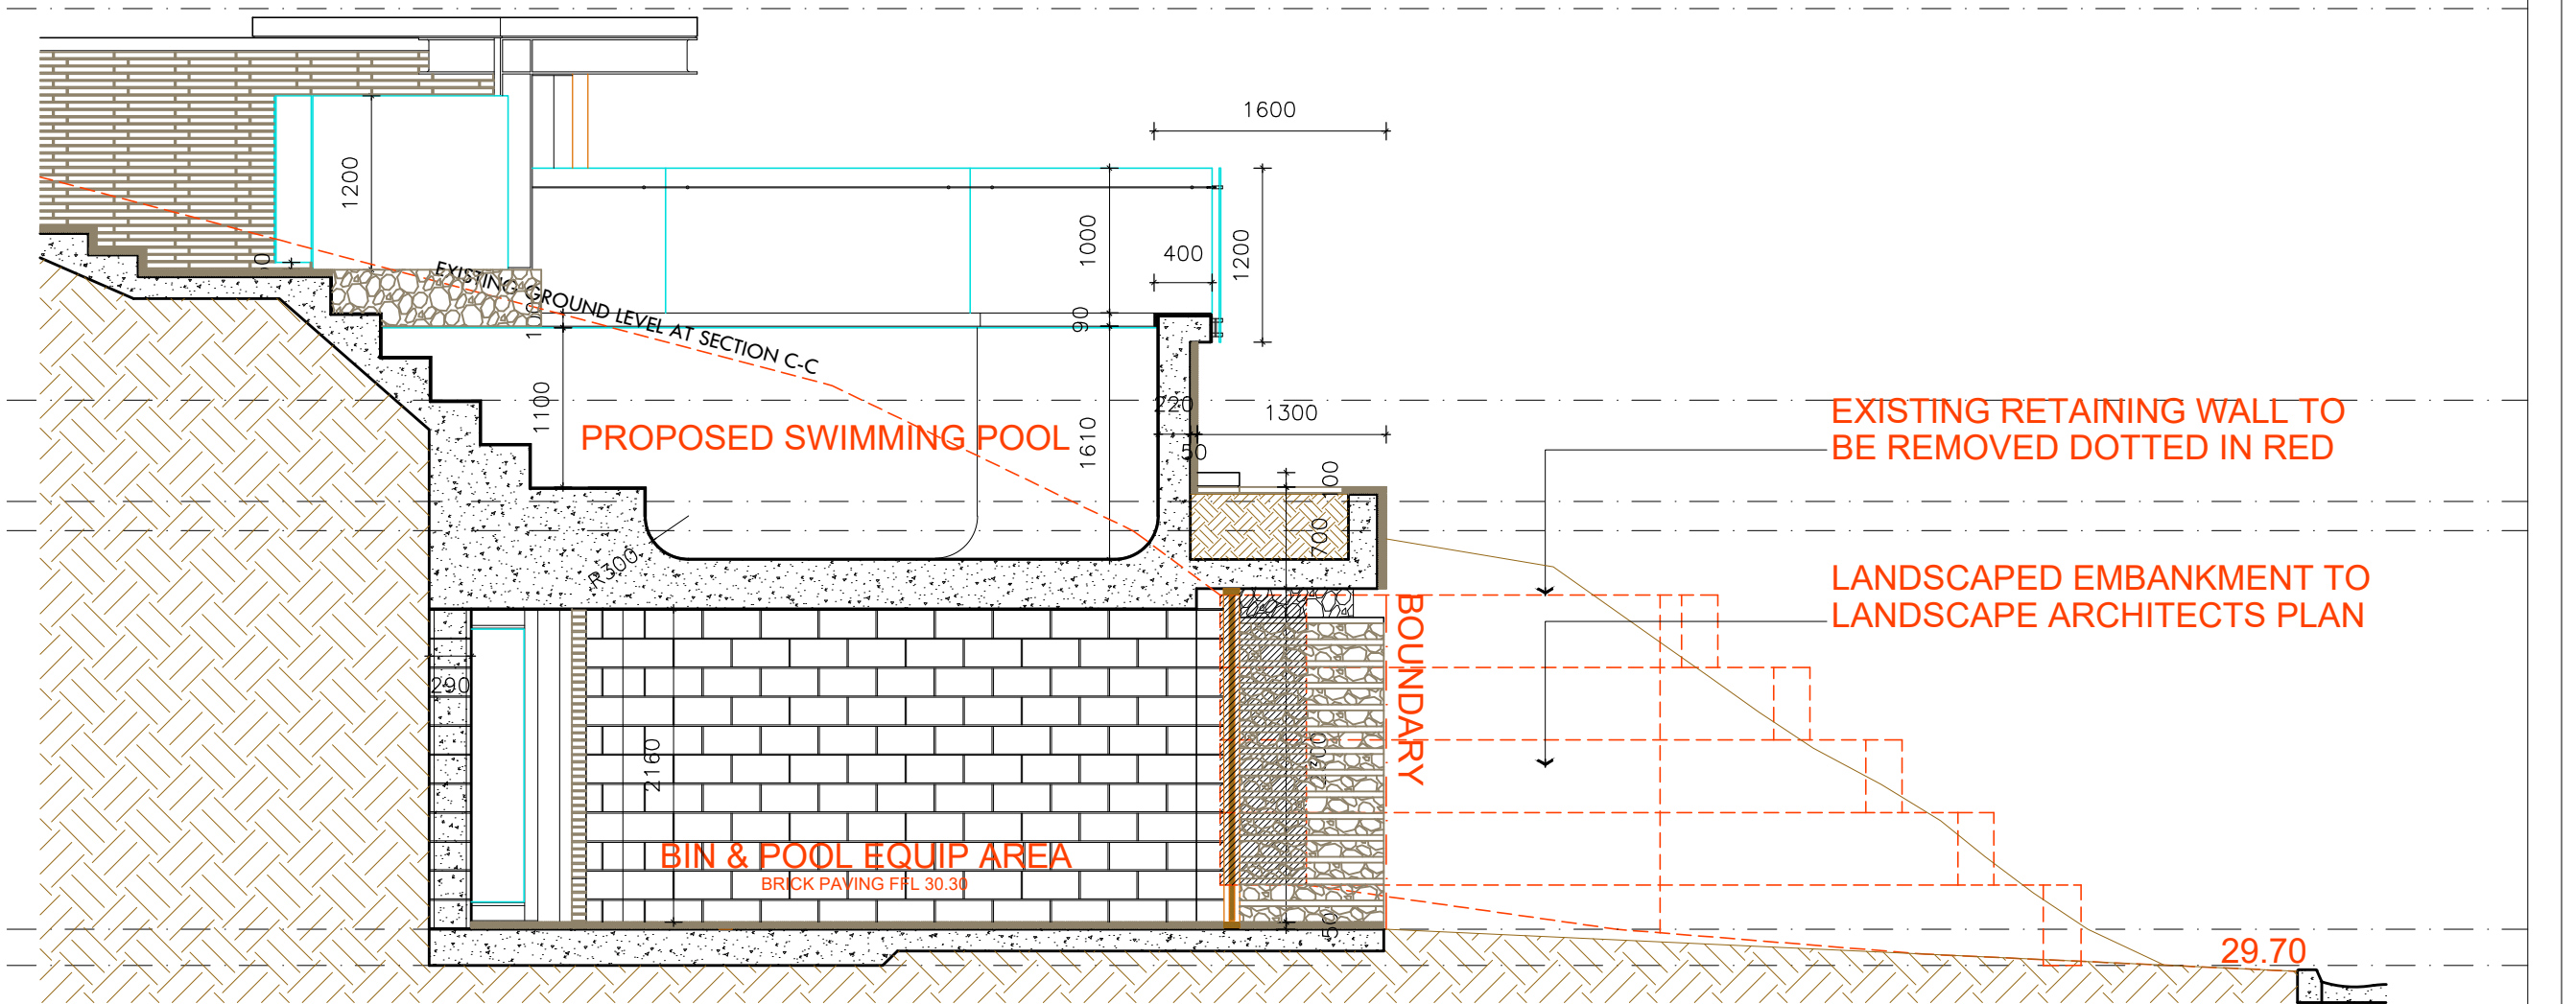 1600
1200
1000
400
1200
EXISTING GROUND LEVEL AT SECTION C-C
90
1100
PROPOSED SWIMMING POOL
1610
220
1300
50
100
700
R300
EXISTING RETAINING WALL TO
BE REMOVED DOTTED IN RED
LANDSCAPED EMBANKMENT TO
LANDSCAPE ARCHITECTS PLAN
BOUNDARY
290
2160
BIN & POOL EQUIP AREA
BRICK PAVING FFL 30.30
50
29.70